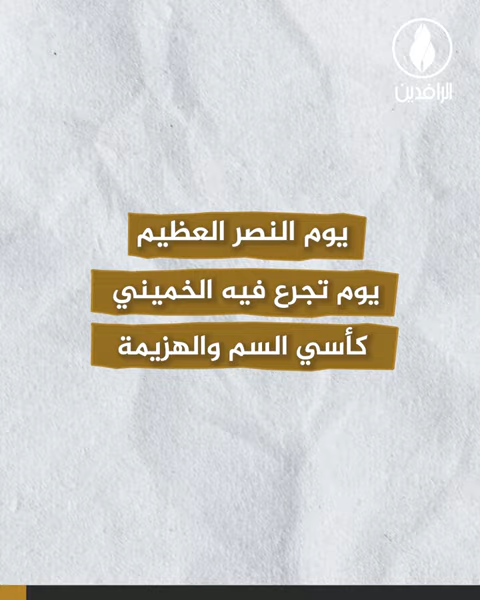 الرافدين
يوم النصر العظيم
يوم تجرع فيه الخميني
كأسي السم والهزيمة